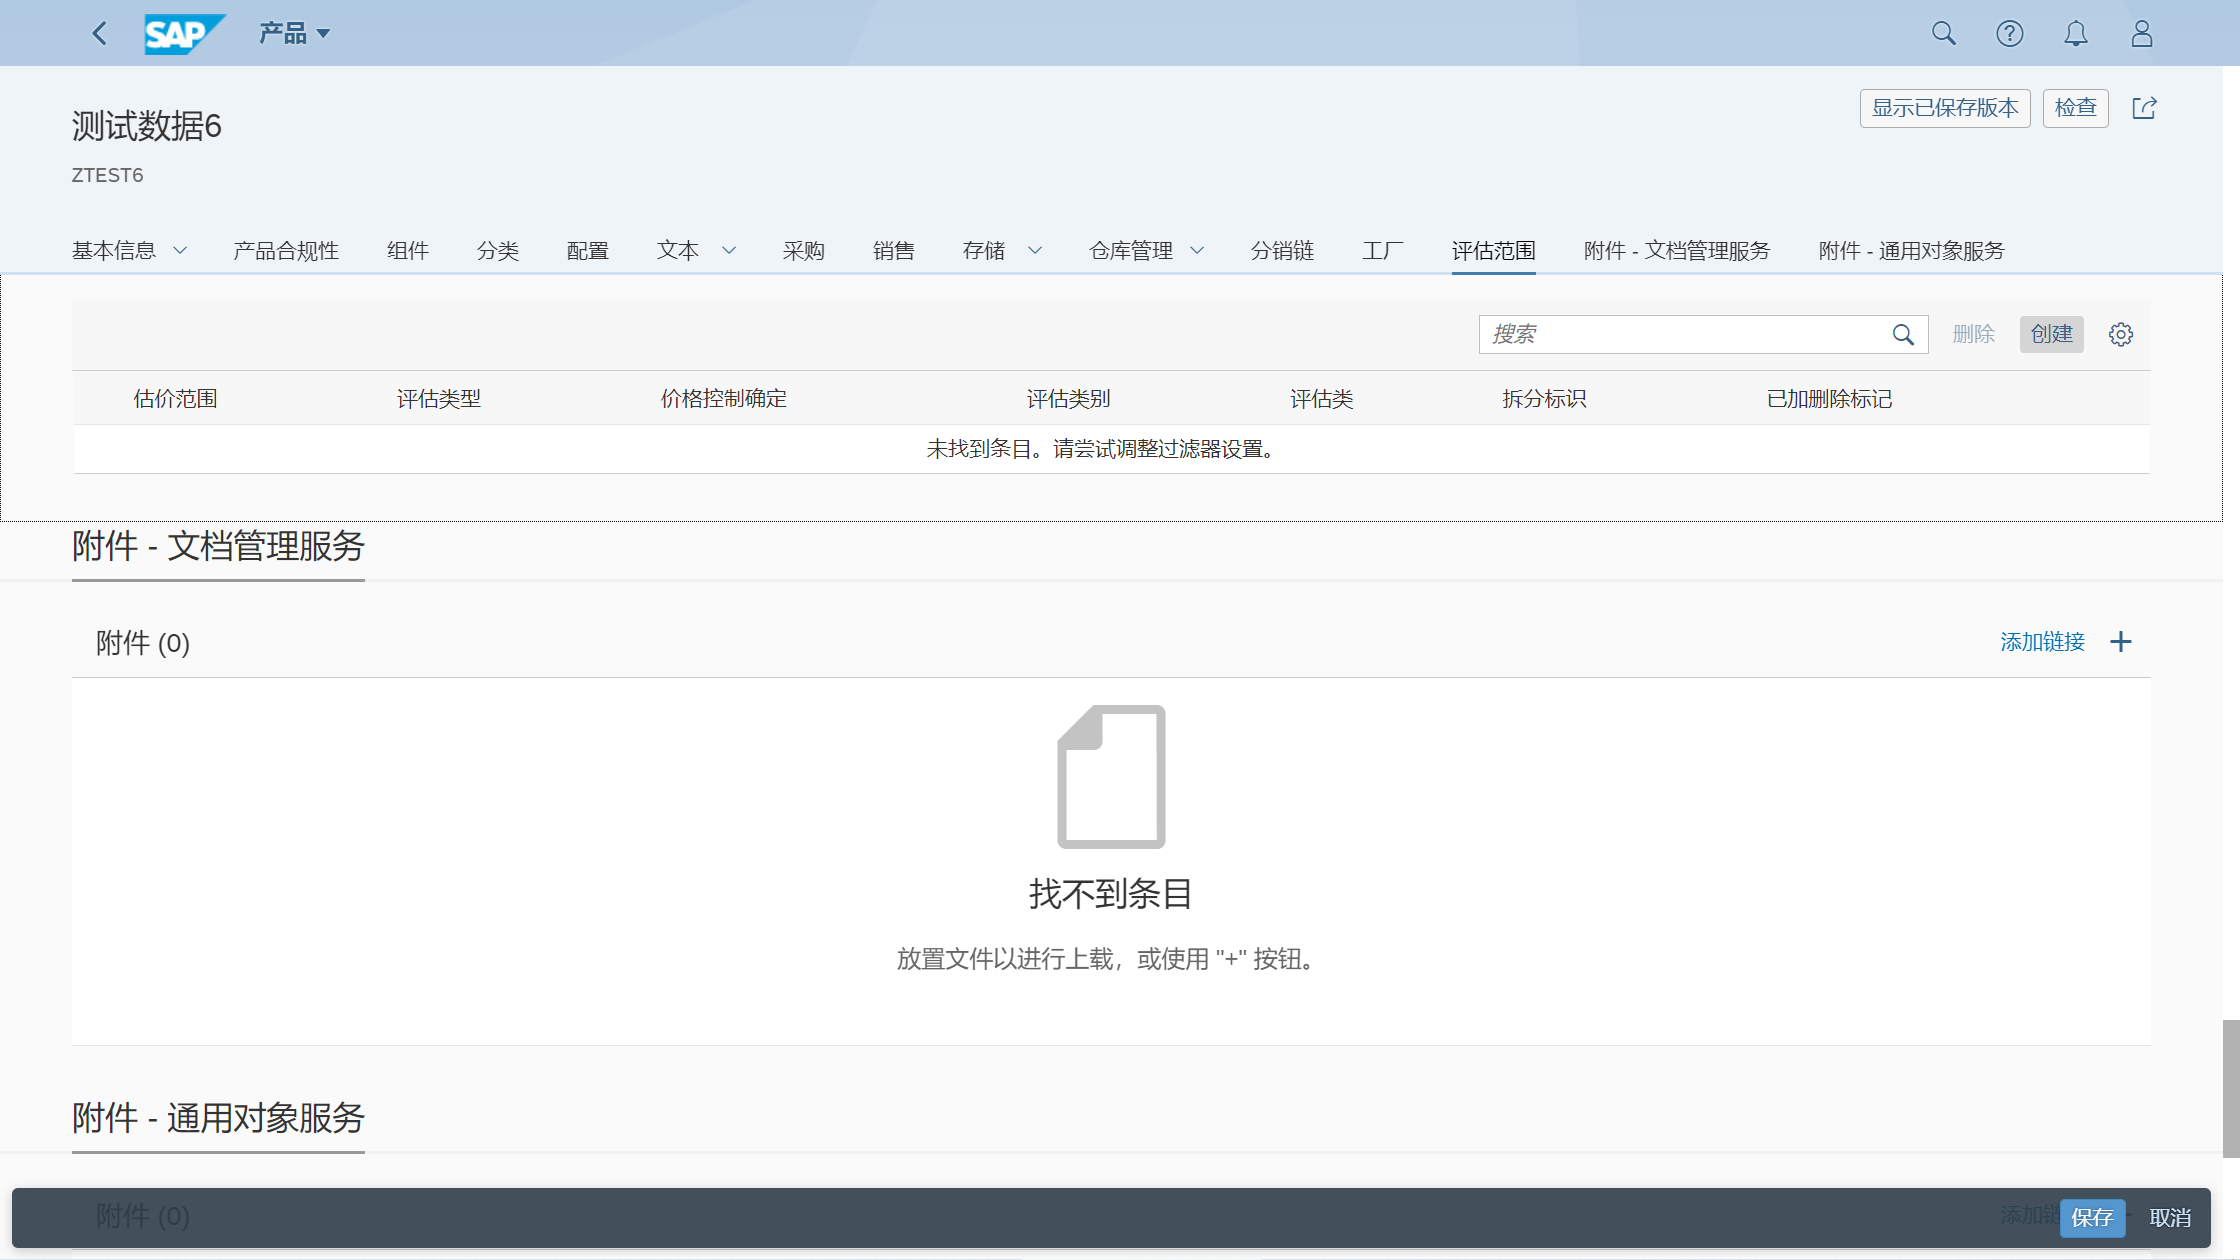 SAP 产品
显示已保存版本 检查
测试数据6
ZTEST6
基本信息 产品合规性 组件 分类 配置 文本 采购 销售 存储 仓库管理 分销链 工厂 评估范围 附件 - 文档管理服务 附件 - 通用对象服务
搜索 删除 创建
估价范围 评估类型 价格控制确定 评估类别 评估类 拆分标识 已加删除标记
未找到条目。请尝试调整过滤器设置。
附件 - 文档管理服务
附件 (0) 添加链接
找不到条目
放置文件以进行上载，或使用 "+" 按钮。
附件 - 通用对象服务
附件 (0) 添加链 保存 取消